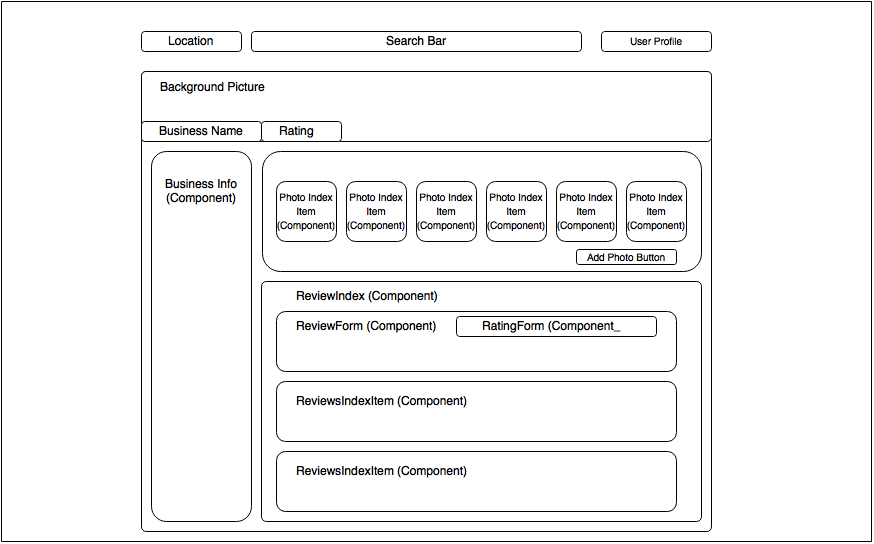 Location
Search Bar
User Profile
Background Picture
Business Name
Rating
Business Info
(Component)
Photo Index
Item
(Component)
Photo Index
Item
(Component)
Photo Index
Item
(Component)
Photo Index
Item
(Component)
Photo Index
Item
(Component)
Photo Index
Item
(Component)
Add Photo Button
ReviewIndex (Component)
ReviewForm (Component)
RatingForm (Component_
ReviewsIndexItem (Component)
ReviewsIndexItem (Component)